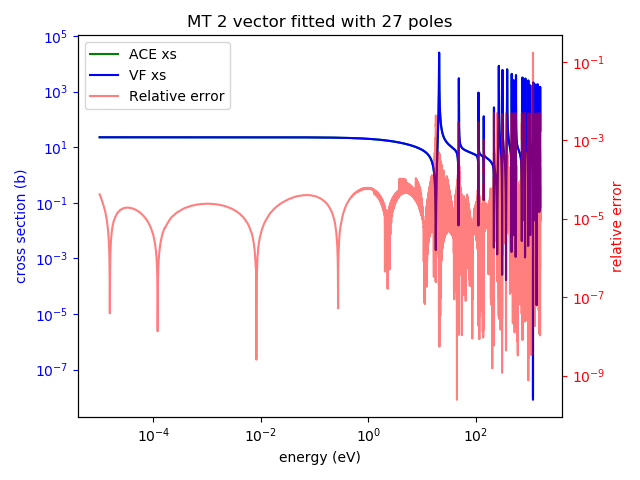 MT 2 vector fitted with 27 poles
ACE xs
VF xs
Relative error
cross section (b)
10^5
10^3
10^1
10^-1
10^-3
10^-5
10^-7
10^-1
10^-3
10^-5
10^-7
10^-9
relative error
10^-4
10^-2
10^0
10^2
energy (eV)